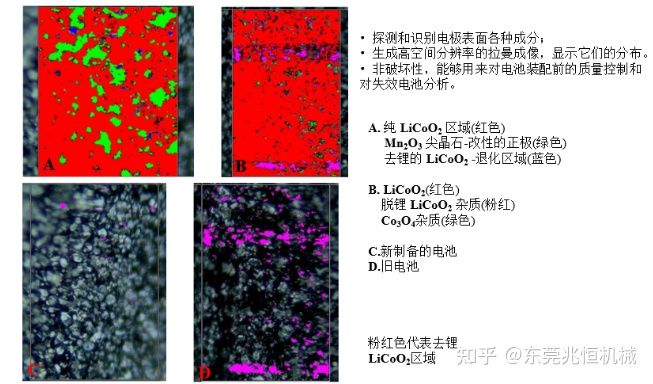 • 探测和识别电极表面各种成分；
• 生成高空间分辨率的拉曼成像，显示它们的分布。
• 非破坏性，能够用来对电池装配前的质量控制和
对失效电池分析。
A. 纯 LiCoO₂ 区域(红色)
Mn₂O₃ 尖晶石-改性的正极(绿色)
去锂的 LiCoO₂ -退化区域(蓝色)
B. LiCoO₂(红色)
脱锂 LiCoO₂ 杂质(粉红)
Co₃O₄杂质(绿色)
C.新制备的电池
D.旧电池
粉红色代表去锂
LiCoO₂区域
A
B
C
D
知乎 @东莞兆恒机械